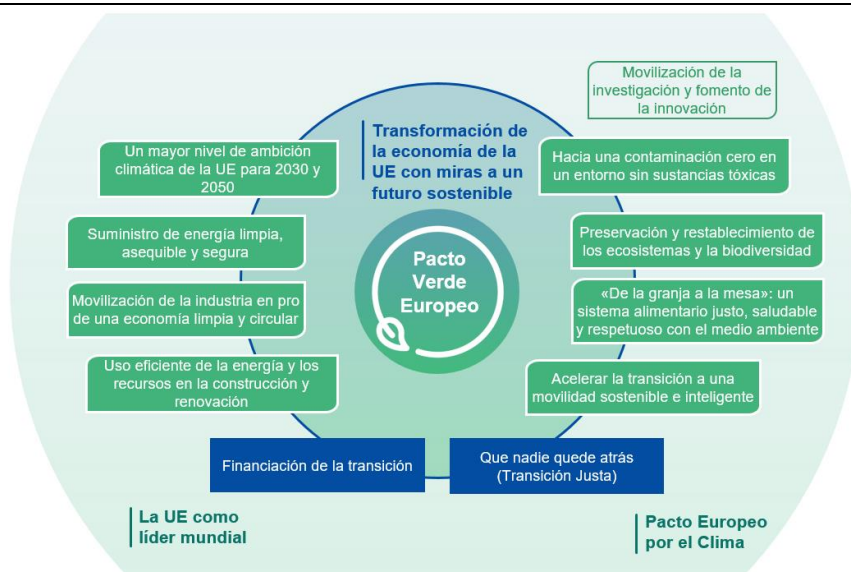 Movilización de la
investigación y fomento de
la innovación
Transformación de
la economía de la
UE con miras a un
futuro sostenible
Un mayor nivel de ambición
climática de la UE para 2030 y
2050
Hacia una contaminación cero en
un entorno sin sustancias tóxicas
Suministro de energía limpia,
asequible y segura
Preservación y restablecimiento de
los ecosistemas y la biodiversidad
Pacto
Verde
Europeo
Movilización de la industria en pro
de una economía limpia y circular
«De la granja a la mesa»: un
sistema alimentario justo, saludable
y respetuoso con el medio ambiente
Uso eficiente de la energía y los
recursos en la construcción y
renovación
Acelerar la transición a una
movilidad sostenible e inteligente
Financiación de la transición
Que nadie quede atrás
(Transición Justa)
La UE como
líder mundial
Pacto Europeo
por el Clima